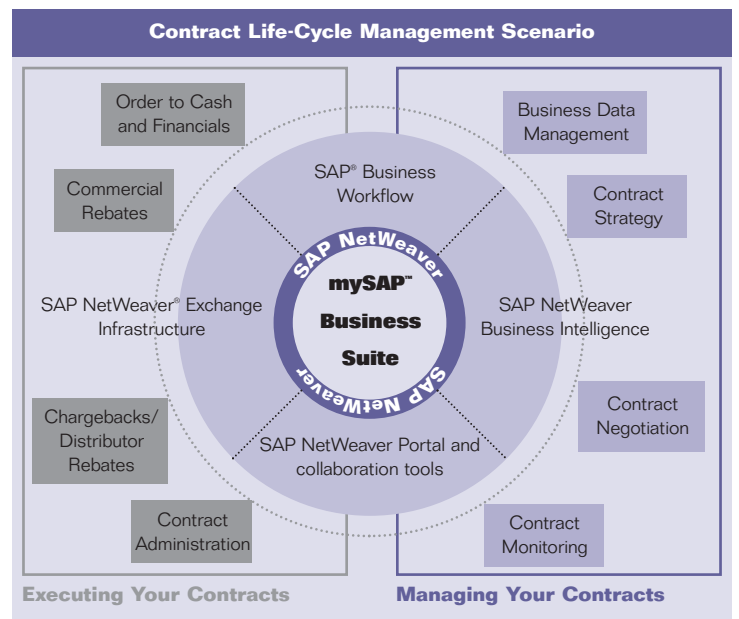 Contract Life-Cycle Management Scenario
Order to Cash
and Financials
Commercial
Rebates
SAP NetWeaver® Exchange
Infrastructure
Chargebacks/
Distributor
Rebates
Contract
Administration
Executing Your Contracts
SAP® Business
Workflow
SAP NetWeaver
mySAP™
Business
Suite
SAP NetWeaver
SAP NetWeaver Portal and
collaboration tools
Business Data
Management
Contract
Strategy
SAP NetWeaver
Business Intelligence
Contract
Negotiation
Contract
Monitoring
Managing Your Contracts